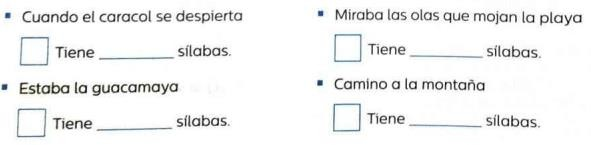 Cuando el caracol se despierta
Tiene ________ sílabas.
Estaba la guacamaya
Tiene ________ sílabas.
Miraba las olas que mojan la playa
Tiene ________ sílabas.
Camino a la montaña
Tiene ________ sílabas.